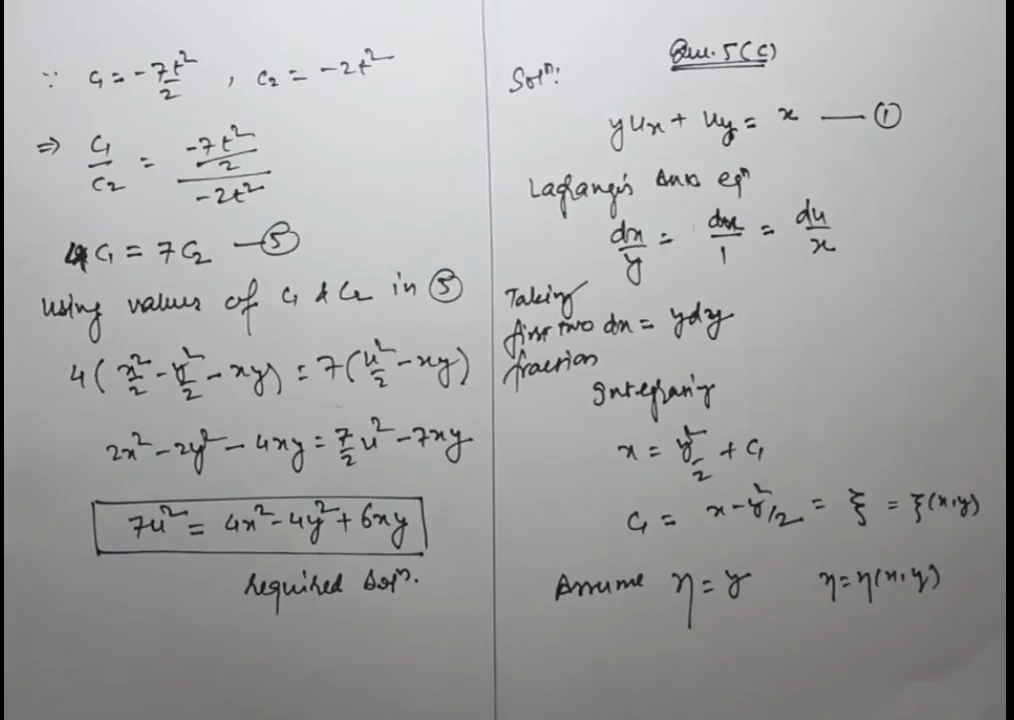 ∵ C₁ = -7t²/2 , C₂ = -2t²
⇒ C₁/C₂ = (-7t²/2)/(-2t²)
4C₁ = 7C₂ —⑤
using values of C₁ & C₂ in ⑤
4(x²/2 - y²/2 - xy) = 7(u²/2 - xy)
2x² - 2y² - 4xy = 7/2 u² - 7xy
7u² = 4x² - 4y² + 6xy
required Solⁿ.
Que. 5(c)
Solⁿ:
yux + uy = x —①
Lagrange's Aux eqⁿ
dx/y = dx/1 = du/x
Taking
first two dx = ydy
fraction
Integrating
x = y²/2 + C₁
C₁ = x - y²/2 = ξ = ξ(x,y)
Assume η = y η = η(x,y)